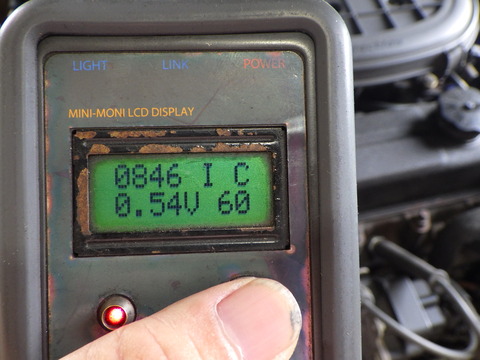 LIGHT LINK POWER
MINI-MONI LCD DISPLAY
0846 I C
0.54V 60